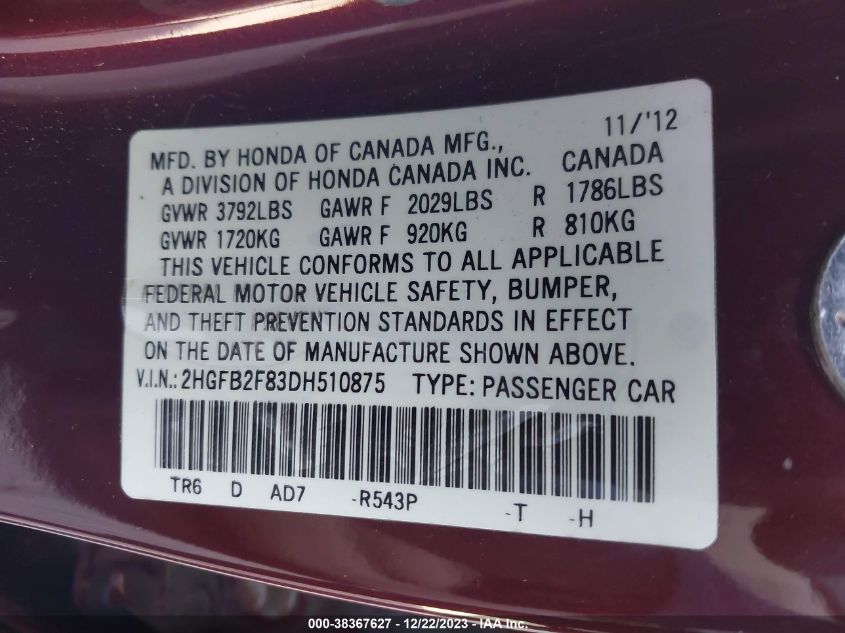 11/'12
MFD. BY HONDA OF CANADA MFG.,
A DIVISION OF HONDA CANADA INC. CANADA
GVWR 3792LBS GAWR F 2029LBS R 1786LBS
GVWR 1720KG GAWR F 920KG R 810KG
THIS VEHICLE CONFORMS TO ALL APPLICABLE
FEDERAL MOTOR VEHICLE SAFETY, BUMPER,
AND THEFT PREVENTION STANDARDS IN EFFECT
ON THE DATE OF MANUFACTURE SHOWN ABOVE.
V.I.N.: 2HGFB2F83DH510875 TYPE: PASSENGER CAR
TR6 D AD7 -R543P -T -H
000-38367627 - 12/22/2023 - IAA Inc.